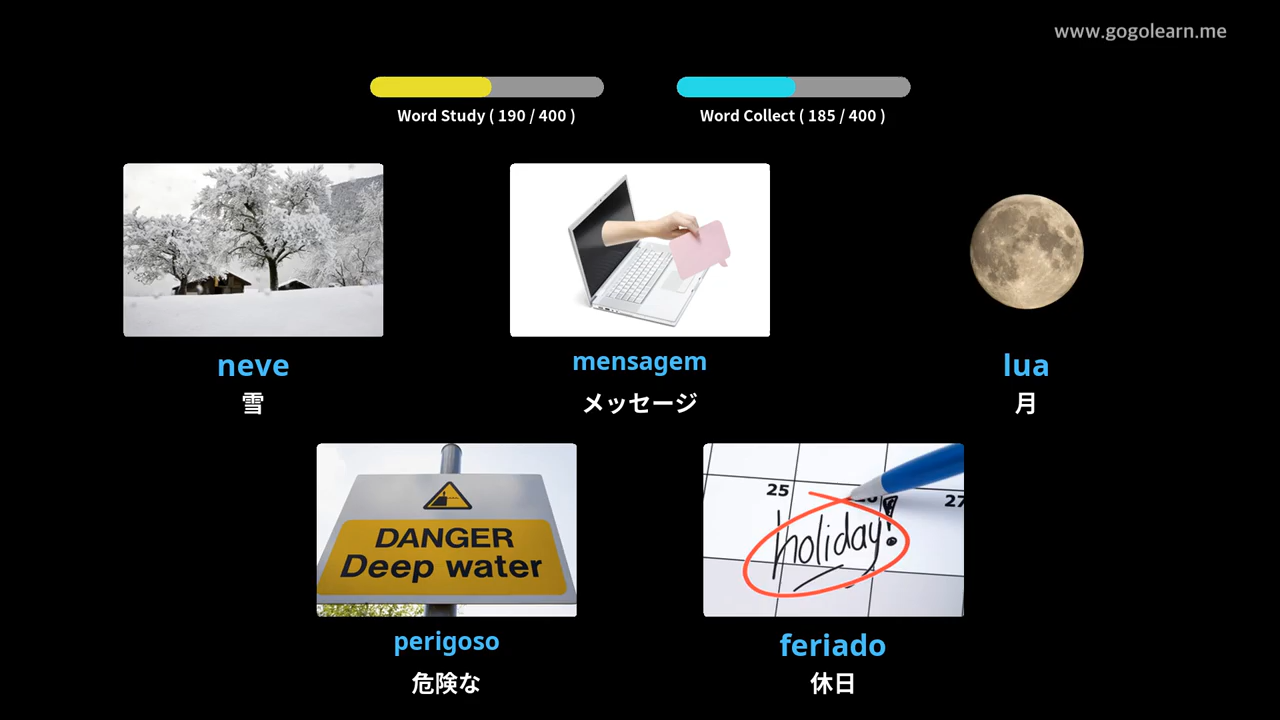 www.gogolearn.me
Word Study ( 190 / 400 )
Word Collect ( 185 / 400 )
neve
雪
mensagem
メッセージ
lua
月
DANGER
Deep water
perigoso
危険な
25
27
holiday!
feriado
休日